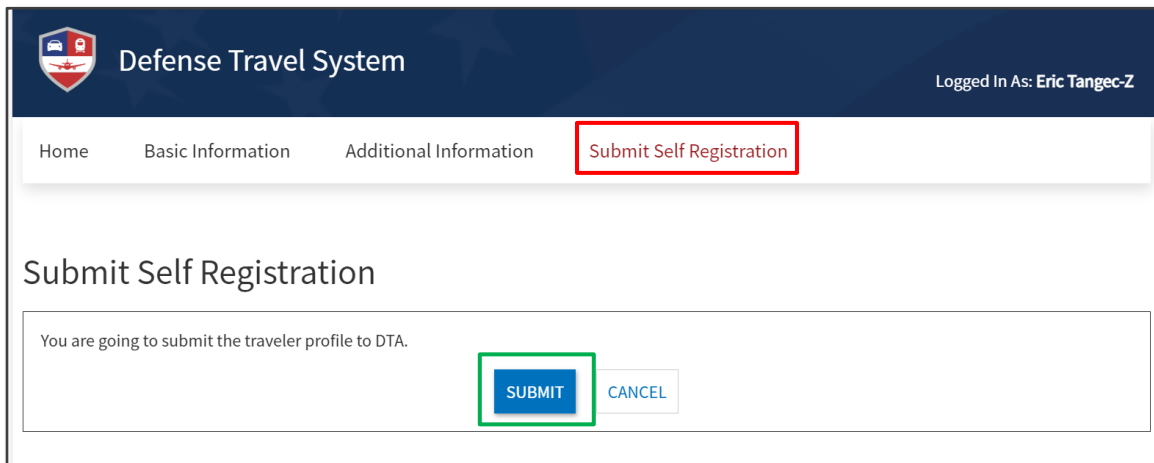 Defense Travel System
Logged In As: Eric Tangec-Z
Home Basic Information Additional Information Submit Self Registration
Submit Self Registration
You are going to submit the traveler profile to DTA.
SUBMIT CANCEL